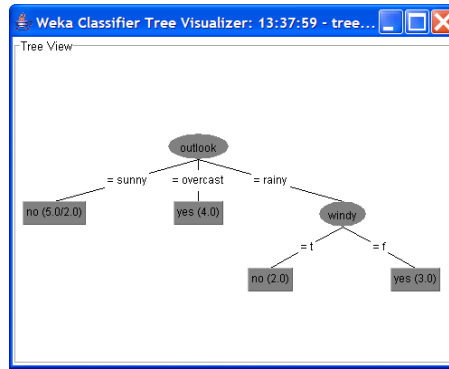 Weka Classifier Tree Visualizer: 13:37:59 - tree...
Tree View
outlook
= sunny = overcast = rainy
no (5.0/2.0) yes (4.0) windy
= t = f
no (2.0) yes (3.0)